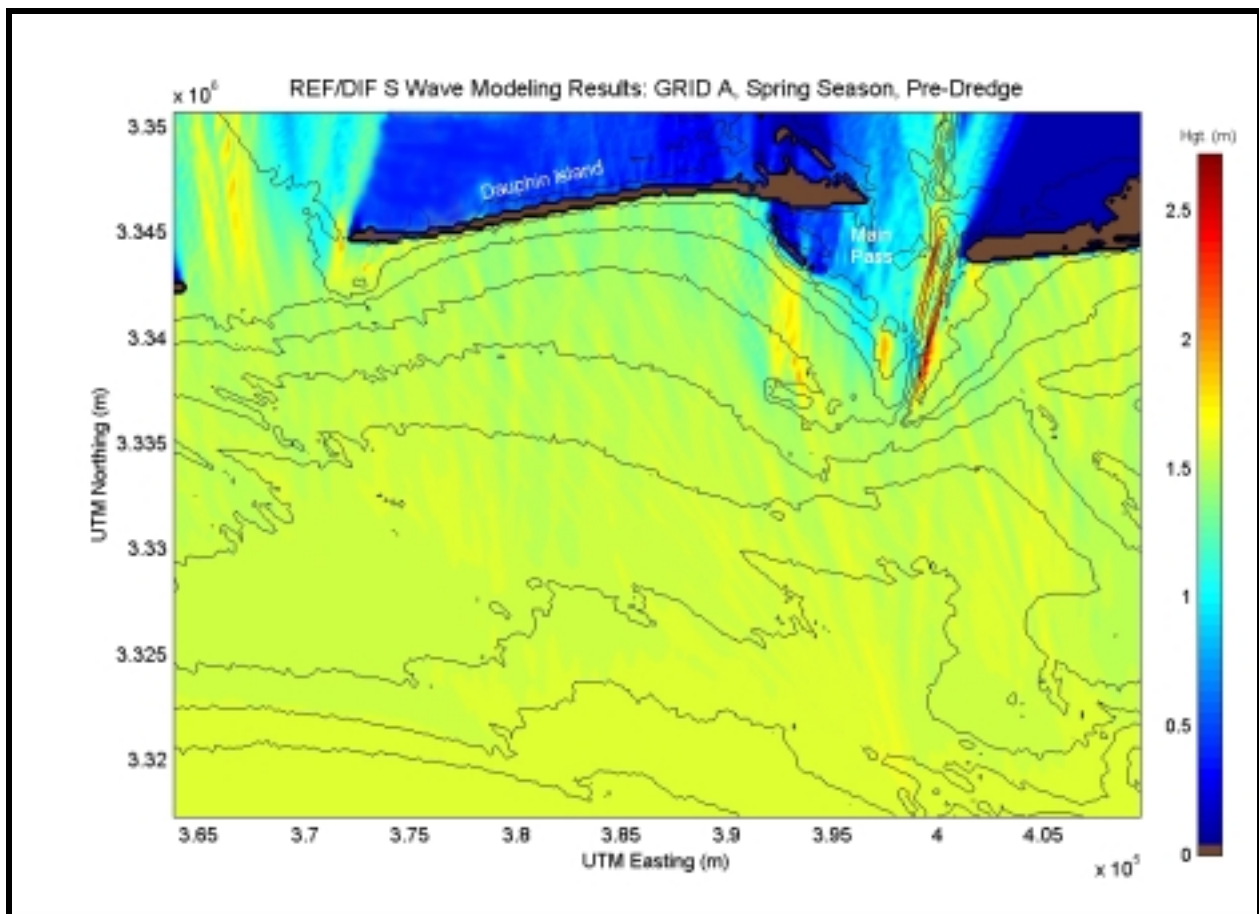 REF/DIF S Wave Modeling Results: GRID A, Spring Season, Pre-Dredge
x 10⁶
Hgt. (m)
3.35
3.345
3.34
3.335
3.33
3.325
3.32
UTM Northing (m)
Dauphin Island
Main
Pass
2.5
2
1.5
1
0.5
0
3.65 3.7 3.75 3.8 3.85 3.9 3.95 4 4.05
UTM Easting (m)
x 10⁵